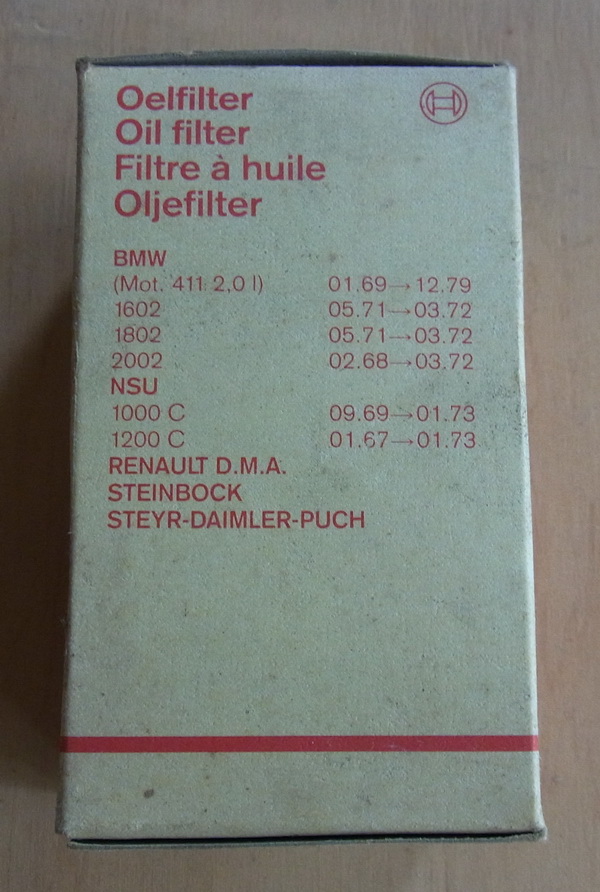 Oelfilter
Oil filter
Filtre à huile
Oljefilter
BMW
(Mot. 411: 2,0 l) 01.69→12.79
1602 05.71→03.72
1802 05.71→03.72
2002 02.68→03.72
NSU
1000 C 09.69→01.73
1200 C 01.67→01.73
RENAULT D.M.A.
STEINBOCK
STEYR-DAIMLER-PUCH